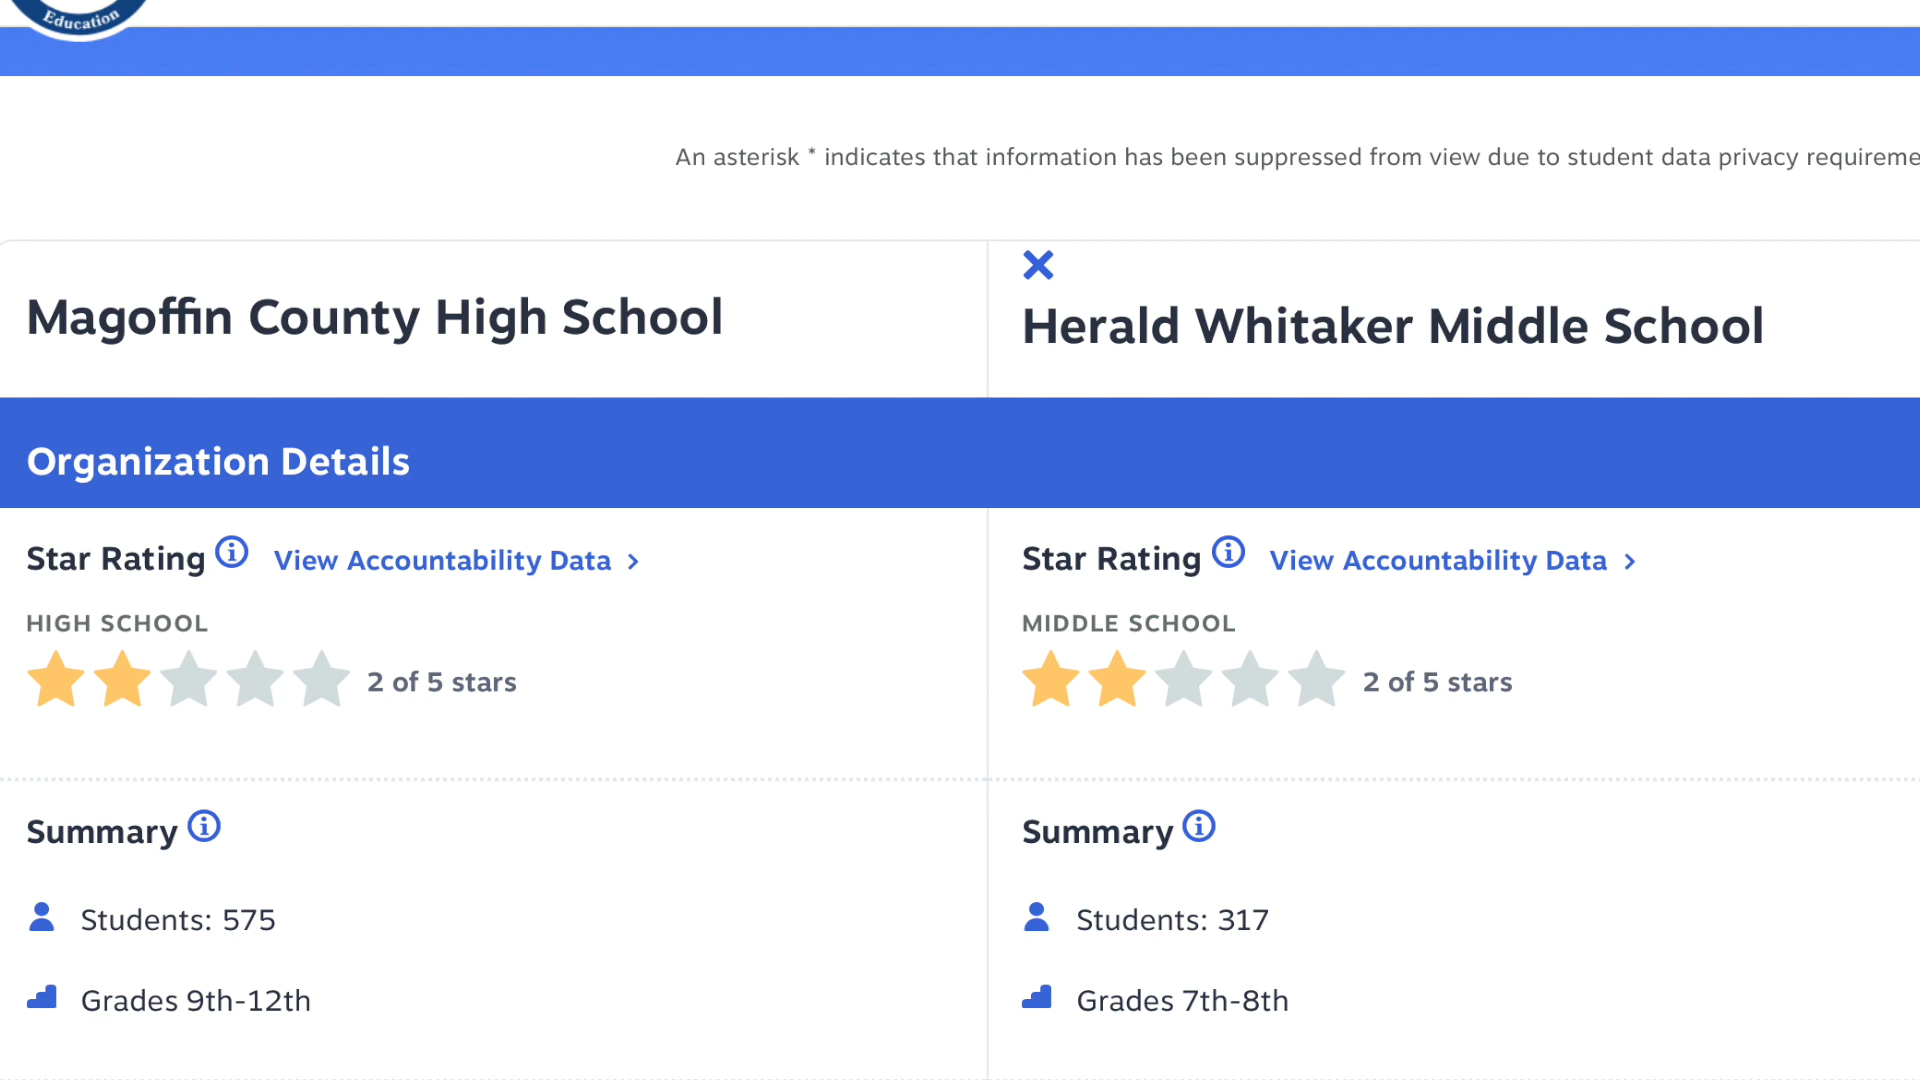 Education
An asterisk * indicates that information has been suppressed from view due to student data privacy
Magoffin County High School
Herald Whitaker Middle School
Organization Details
Star Rating View Accountability Data
HIGH SCHOOL
2 of 5 stars
Star Rating View Accountability Data
MIDDLE SCHOOL
2 of 5 stars
Summary
Students: 575
Grades 9th-12th
Summary
Students: 317
Grades 7th-8th